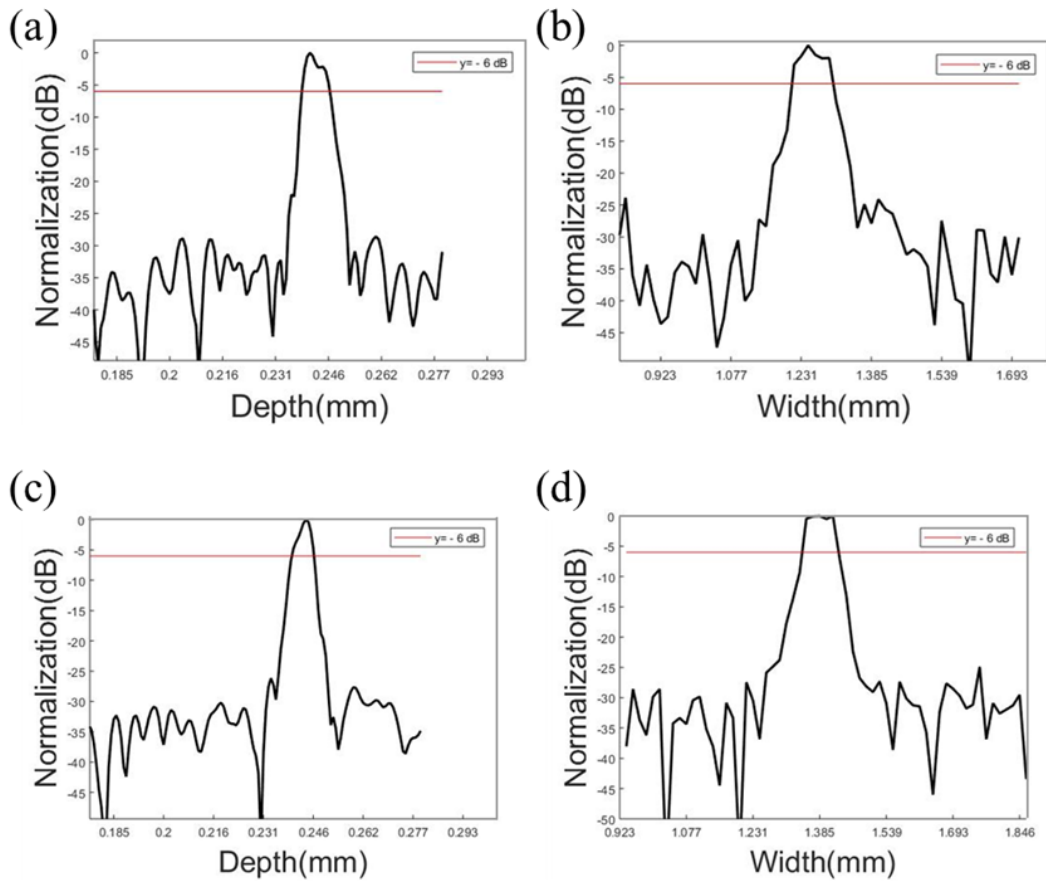 (a)
(b)
0
-5
-10
-15
-20
-25
-30
-35
-40
-45
Normalization(dB)
y= - 6 dB
0.185 0.2 0.216 0.231 0.246 0.262 0.277 0.293
Depth(mm)
0
-5
-10
-15
-20
-25
-30
-35
-40
-45
Normalization(dB)
y= - 6 dB
0.923 1.077 1.231 1.385 1.539 1.693
Width(mm)
(c)
(d)
0
-5
-10
-15
-20
-25
-30
-35
-40
-45
Normalization(dB)
y= - 6 dB
0.185 0.2 0.216 0.231 0.246 0.262 0.277 0.293
Depth(mm)
0
-5
-10
-15
-20
-25
-30
-35
-40
-45
-50
Normalization(dB)
y= - 6 dB
0.923 1.077 1.231 1.385 1.539 1.693 1.846
Width(mm)